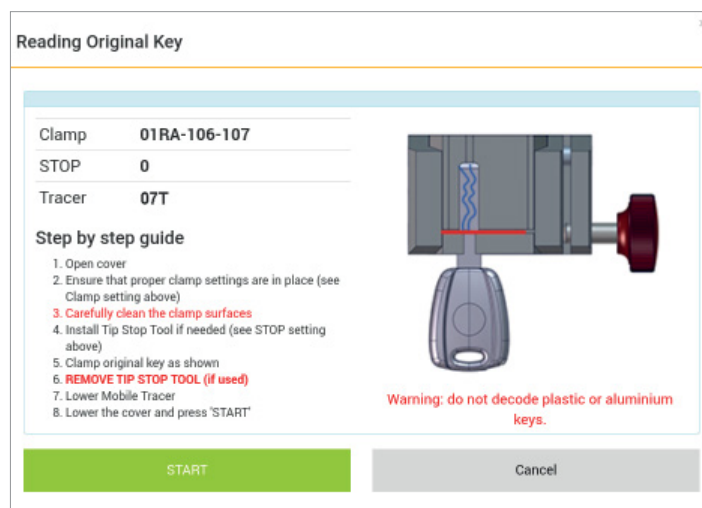 Reading Original Key
Clamp 01RA-106-107
STOP 0
Tracer 07T
Step by step guide
1. Open cover
2. Ensure that proper clamp settings are in place (see
Clamp setting above)
3. Carefully clean the clamp surfaces
4. Install Tip Stop Tool if needed (see STOP setting
above)
5. Clamp original key as shown
6. REMOVE TIP STOP TOOL (if used)
7. Lower Mobile Tracer
8. Lower the cover and press 'START'
Warning: do not decode plastic or aluminium
keys.
START
Cancel